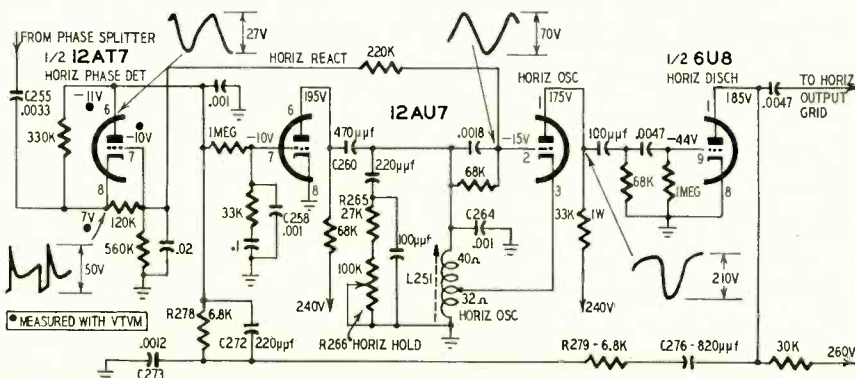 FROM PHASE SPLITTER
1/2 12AT7
HORIZ PHASE DET
27V
HORIZ REACT
220K
70V
HORIZ OSC
1/2 6U8
HORIZ DISCH
185V
.0047
TO HORIZ
OUTPUT
GRID
C255
.0033
-11V
6
.001
6
195V
12AU7
1
175V
1
330K
-10V
7
1MEG
-10V
7
470µµf
C260
.0018
-15V
2
100µµf
.0047
-44V
9
8
8
220µµf
68K
3
68K
1MEG
8
7V
120K
33K
C258
.001
R265
27K
C264
.001
33K
1W
50V
560K
.02
.1
68K
100µµf
40Ω
L251
100K
32Ω
210V
• MEASURED WITH VTVM
R278
6.8K
240V
HORIZ OSC
240V
R266 HORIZ HOLD
.0012
C273
C272
220µµf
R279-6.8K
C276-820µµf
30K
260V